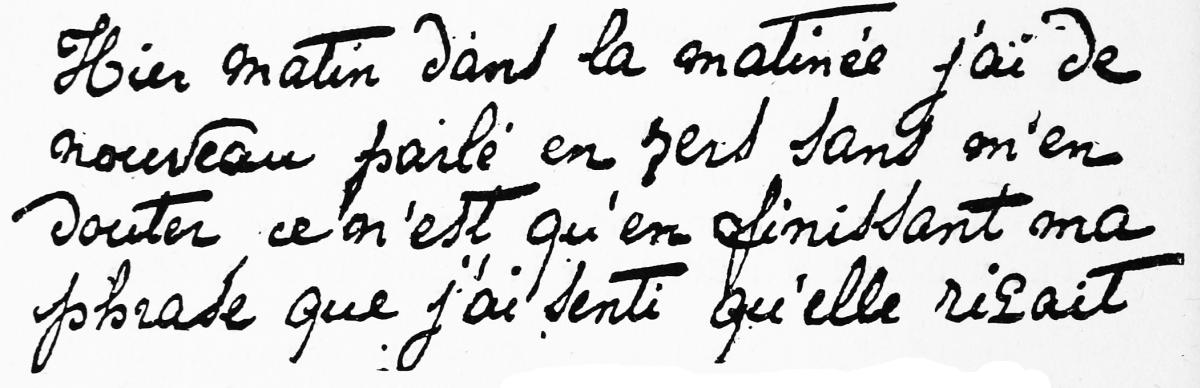 Hier matin dans la matinée j'ai de
nouveau parlé en vers sans m'en
douter ce n'est qu'en finissant ma
phrase que j'ai senti qu'elle rimait